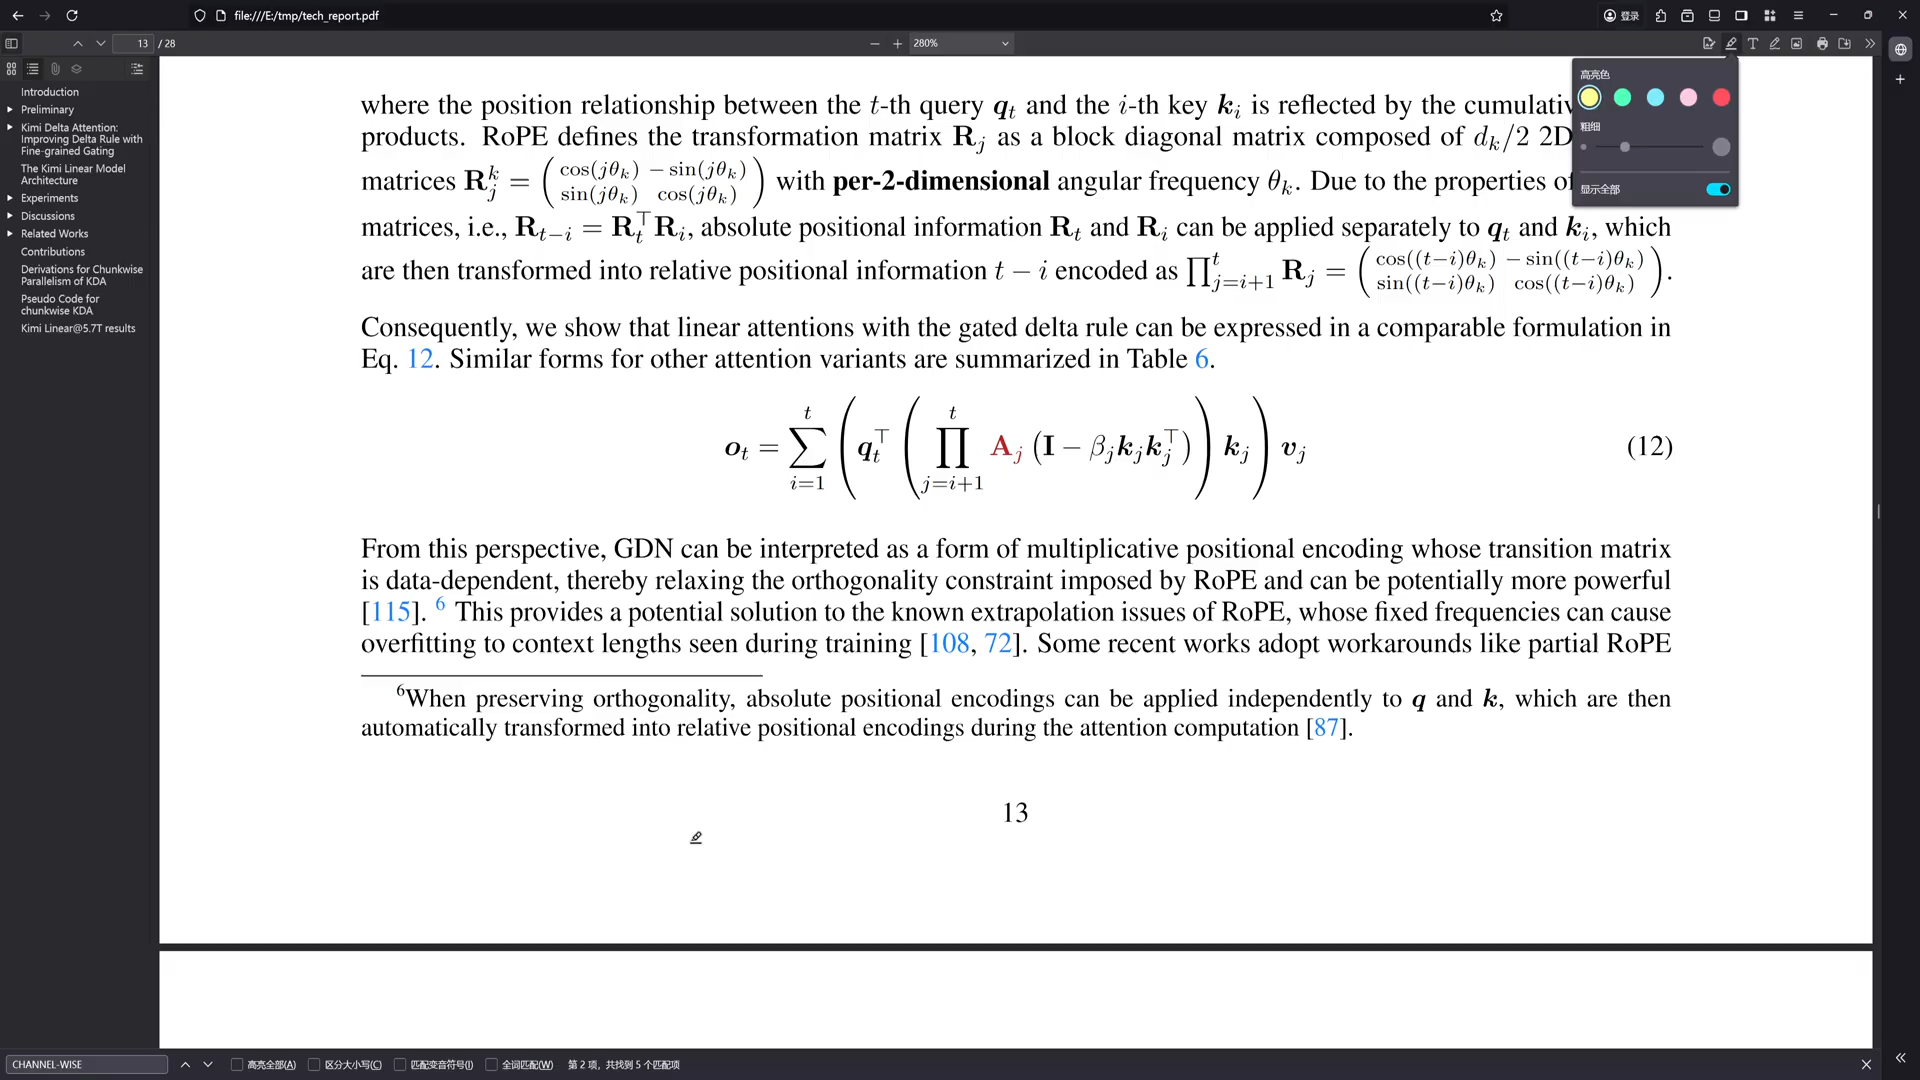 file:///E:/tmp/tech_report.pdf
登录
13 / 28
280%
Introduction
Preliminary
Kimi Delta Attention:
Improving Delta Rule with
Fine-grained Gating
The Kimi Linear Model
Architecture
Experiments
Discussions
Related Works
Contributions
Derivations for Chunkwise
Parallelism of KDA
Pseudo Code for
chunkwise KDA
Kimi Linear@5.7T results
高亮色
粗细
显示全部
where the position relationship between the t-th query q_t and the i-th key k_i is reflected by the cumulativ
products. RoPE defines the transformation matrix R_j as a block diagonal matrix composed of d_k/2 2D
matrices R_j^k = ( cos(jθ_k) − sin(jθ_k) ; sin(jθ_k) cos(jθ_k) ) with per-2-dimensional angular frequency θ_k. Due to the properties of
matrices, i.e., R_{t−i} = R_t^⊤ R_i, absolute positional information R_t and R_i can be applied separately to q_t and k_i, which
are then transformed into relative positional information t − i encoded as ∏_{j=i+1}^t R_j = ( cos((t−i)θ_k) − sin((t−i)θ_k) ; sin((t−i)θ_k) cos((t−i)θ_k) ).
Consequently, we show that linear attentions with the gated delta rule can be expressed in a comparable formulation in
Eq. 12. Similar forms for other attention variants are summarized in Table 6.
o_t = ∑_{i=1}^t ( q_t^⊤ ( ∏_{j=i+1}^t A_j (I − β_j k_j k_j^⊤) ) k_j ) v_j (12)
From this perspective, GDN can be interpreted as a form of multiplicative positional encoding whose transition matrix
is data-dependent, thereby relaxing the orthogonality constraint imposed by RoPE and can be potentially more powerful
[115]. 6 This provides a potential solution to the known extrapolation issues of RoPE, whose fixed frequencies can cause
overfitting to context lengths seen during training [108, 72]. Some recent works adopt workarounds like partial RoPE
6When preserving orthogonality, absolute positional encodings can be applied independently to q and k, which are then
automatically transformed into relative positional encodings during the attention computation [87].
13
CHANNEL-WISE
高亮全部(A)
区分大小写(C)
匹配变音符号(I)
全词匹配(W)
第 2 项，共找到 5 个匹配项